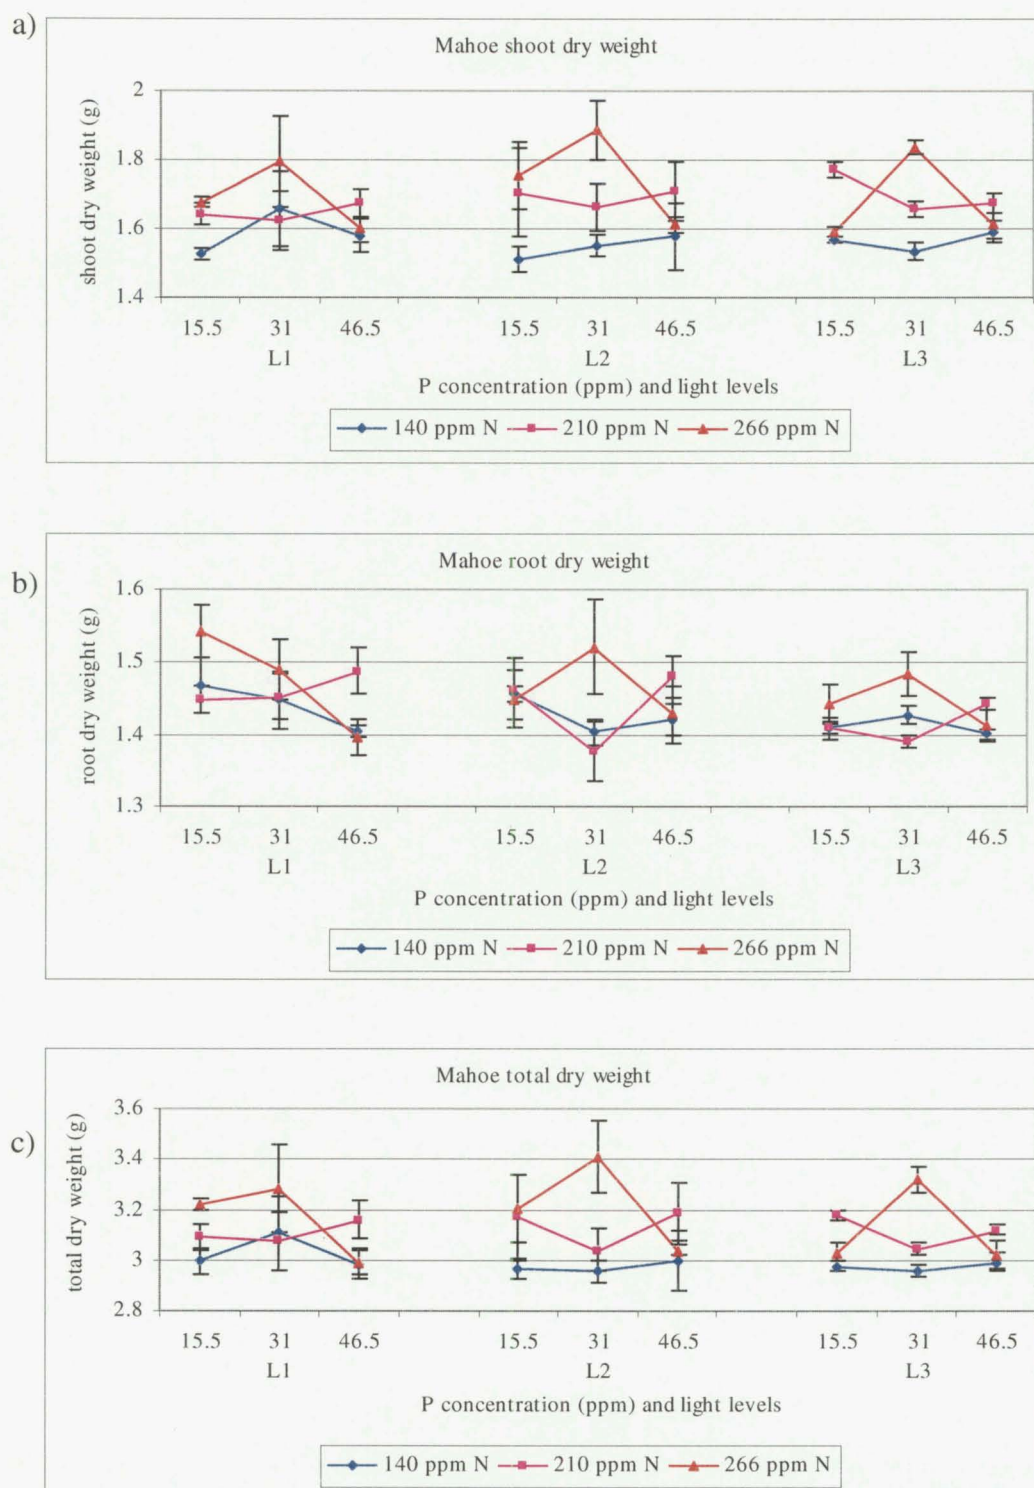 a)
Mahoe shoot dry weight
shoot dry weight (g)
2
1.8
1.6
1.4
15.5 31 46.5 15.5 31 46.5 15.5 31 46.5
L1 L2 L3
P concentration (ppm) and light levels
140 ppm N 210 ppm N 266 ppm N
b)
Mahoe root dry weight
root dry weight (g)
1.6
1.5
1.4
1.3
15.5 31 46.5 15.5 31 46.5 15.5 31 46.5
L1 L2 L3
P concentration (ppm) and light levels
140 ppm N 210 ppm N 266 ppm N
c)
Mahoe total dry weight
total dry weight (g)
3.6
3.4
3.2
3
2.8
15.5 31 46.5 15.5 31 46.5 15.5 31 46.5
L1 L2 L3
P concentration (ppm) and light levels
140 ppm N 210 ppm N 266 ppm N